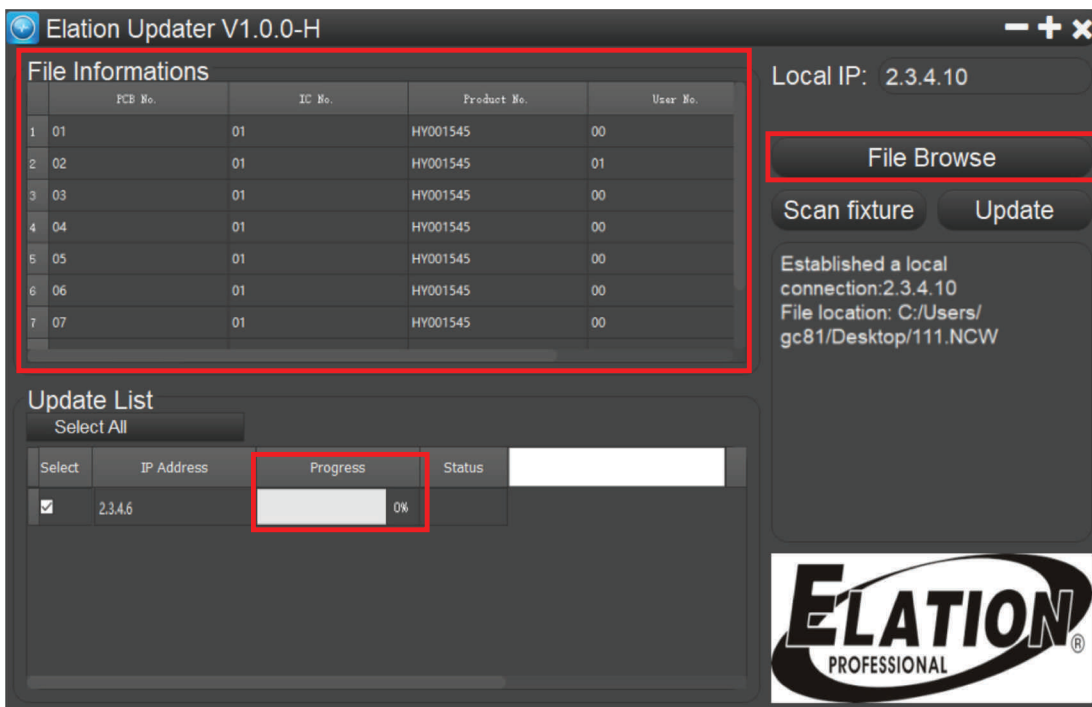 Elation Updater V1.0.0-H
File Informations
PCB No. IC No. Product No. User No.
1 01 01 HY001545 00
2 02 01 HY001545 01
3 03 01 HY001545 00
4 04 01 HY001545 00
5 05 01 HY001545 00
6 06 01 HY001545 00
7 07 01 HY001545 00
Local IP: 2.3.4.10
File Browse
Scan fixture Update
Established a local
connection:2.3.4.10
File location: C:/Users/
gc81/Desktop/111.NCW
Update List
Select All
Select IP Address Progress Status
2.3.4.6 0%
ELATION®
PROFESSIONAL